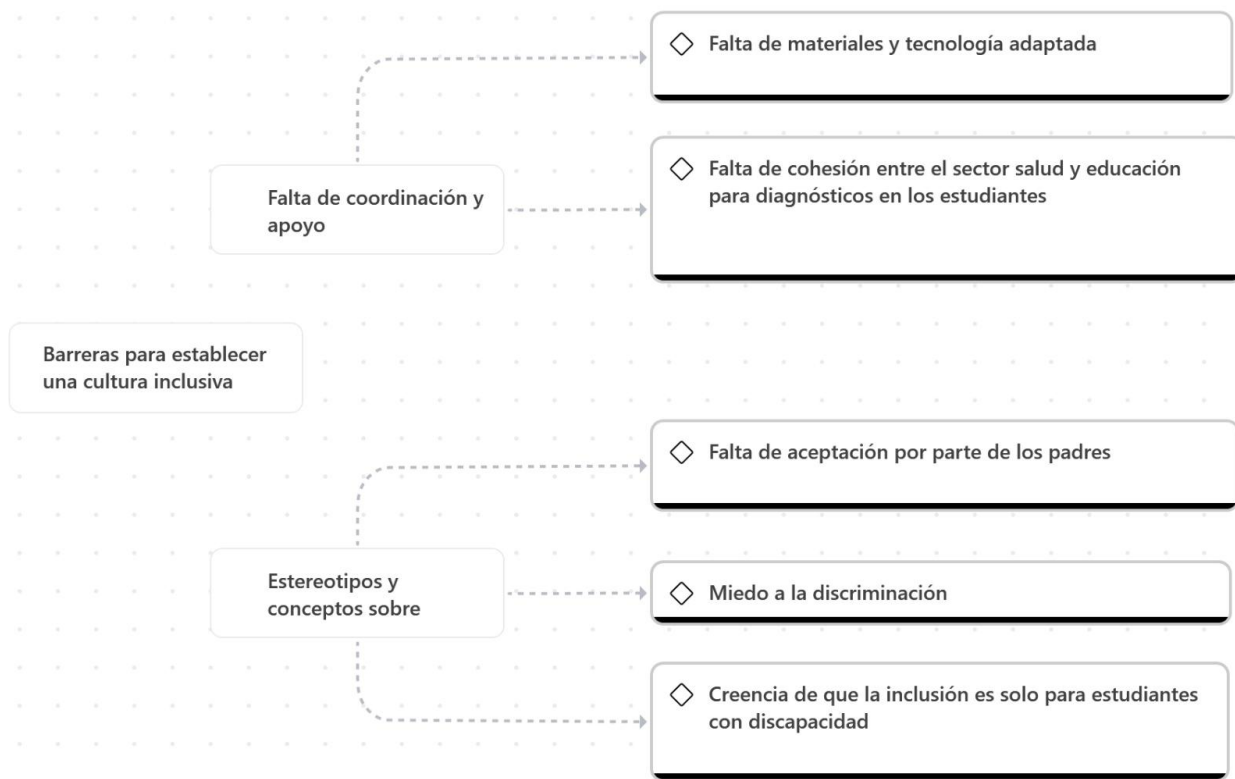 Falta de materiales y tecnología adaptada
Falta de cohesión entre el sector salud y educación
para diagnósticos en los estudiantes
Falta de coordinación y
apoyo
Barreras para establecer
una cultura inclusiva
Falta de aceptación por parte de los padres
Estereotipos y
conceptos sobre
Miedo a la discriminación
Creencia de que la inclusión es solo para estudiantes
con discapacidad